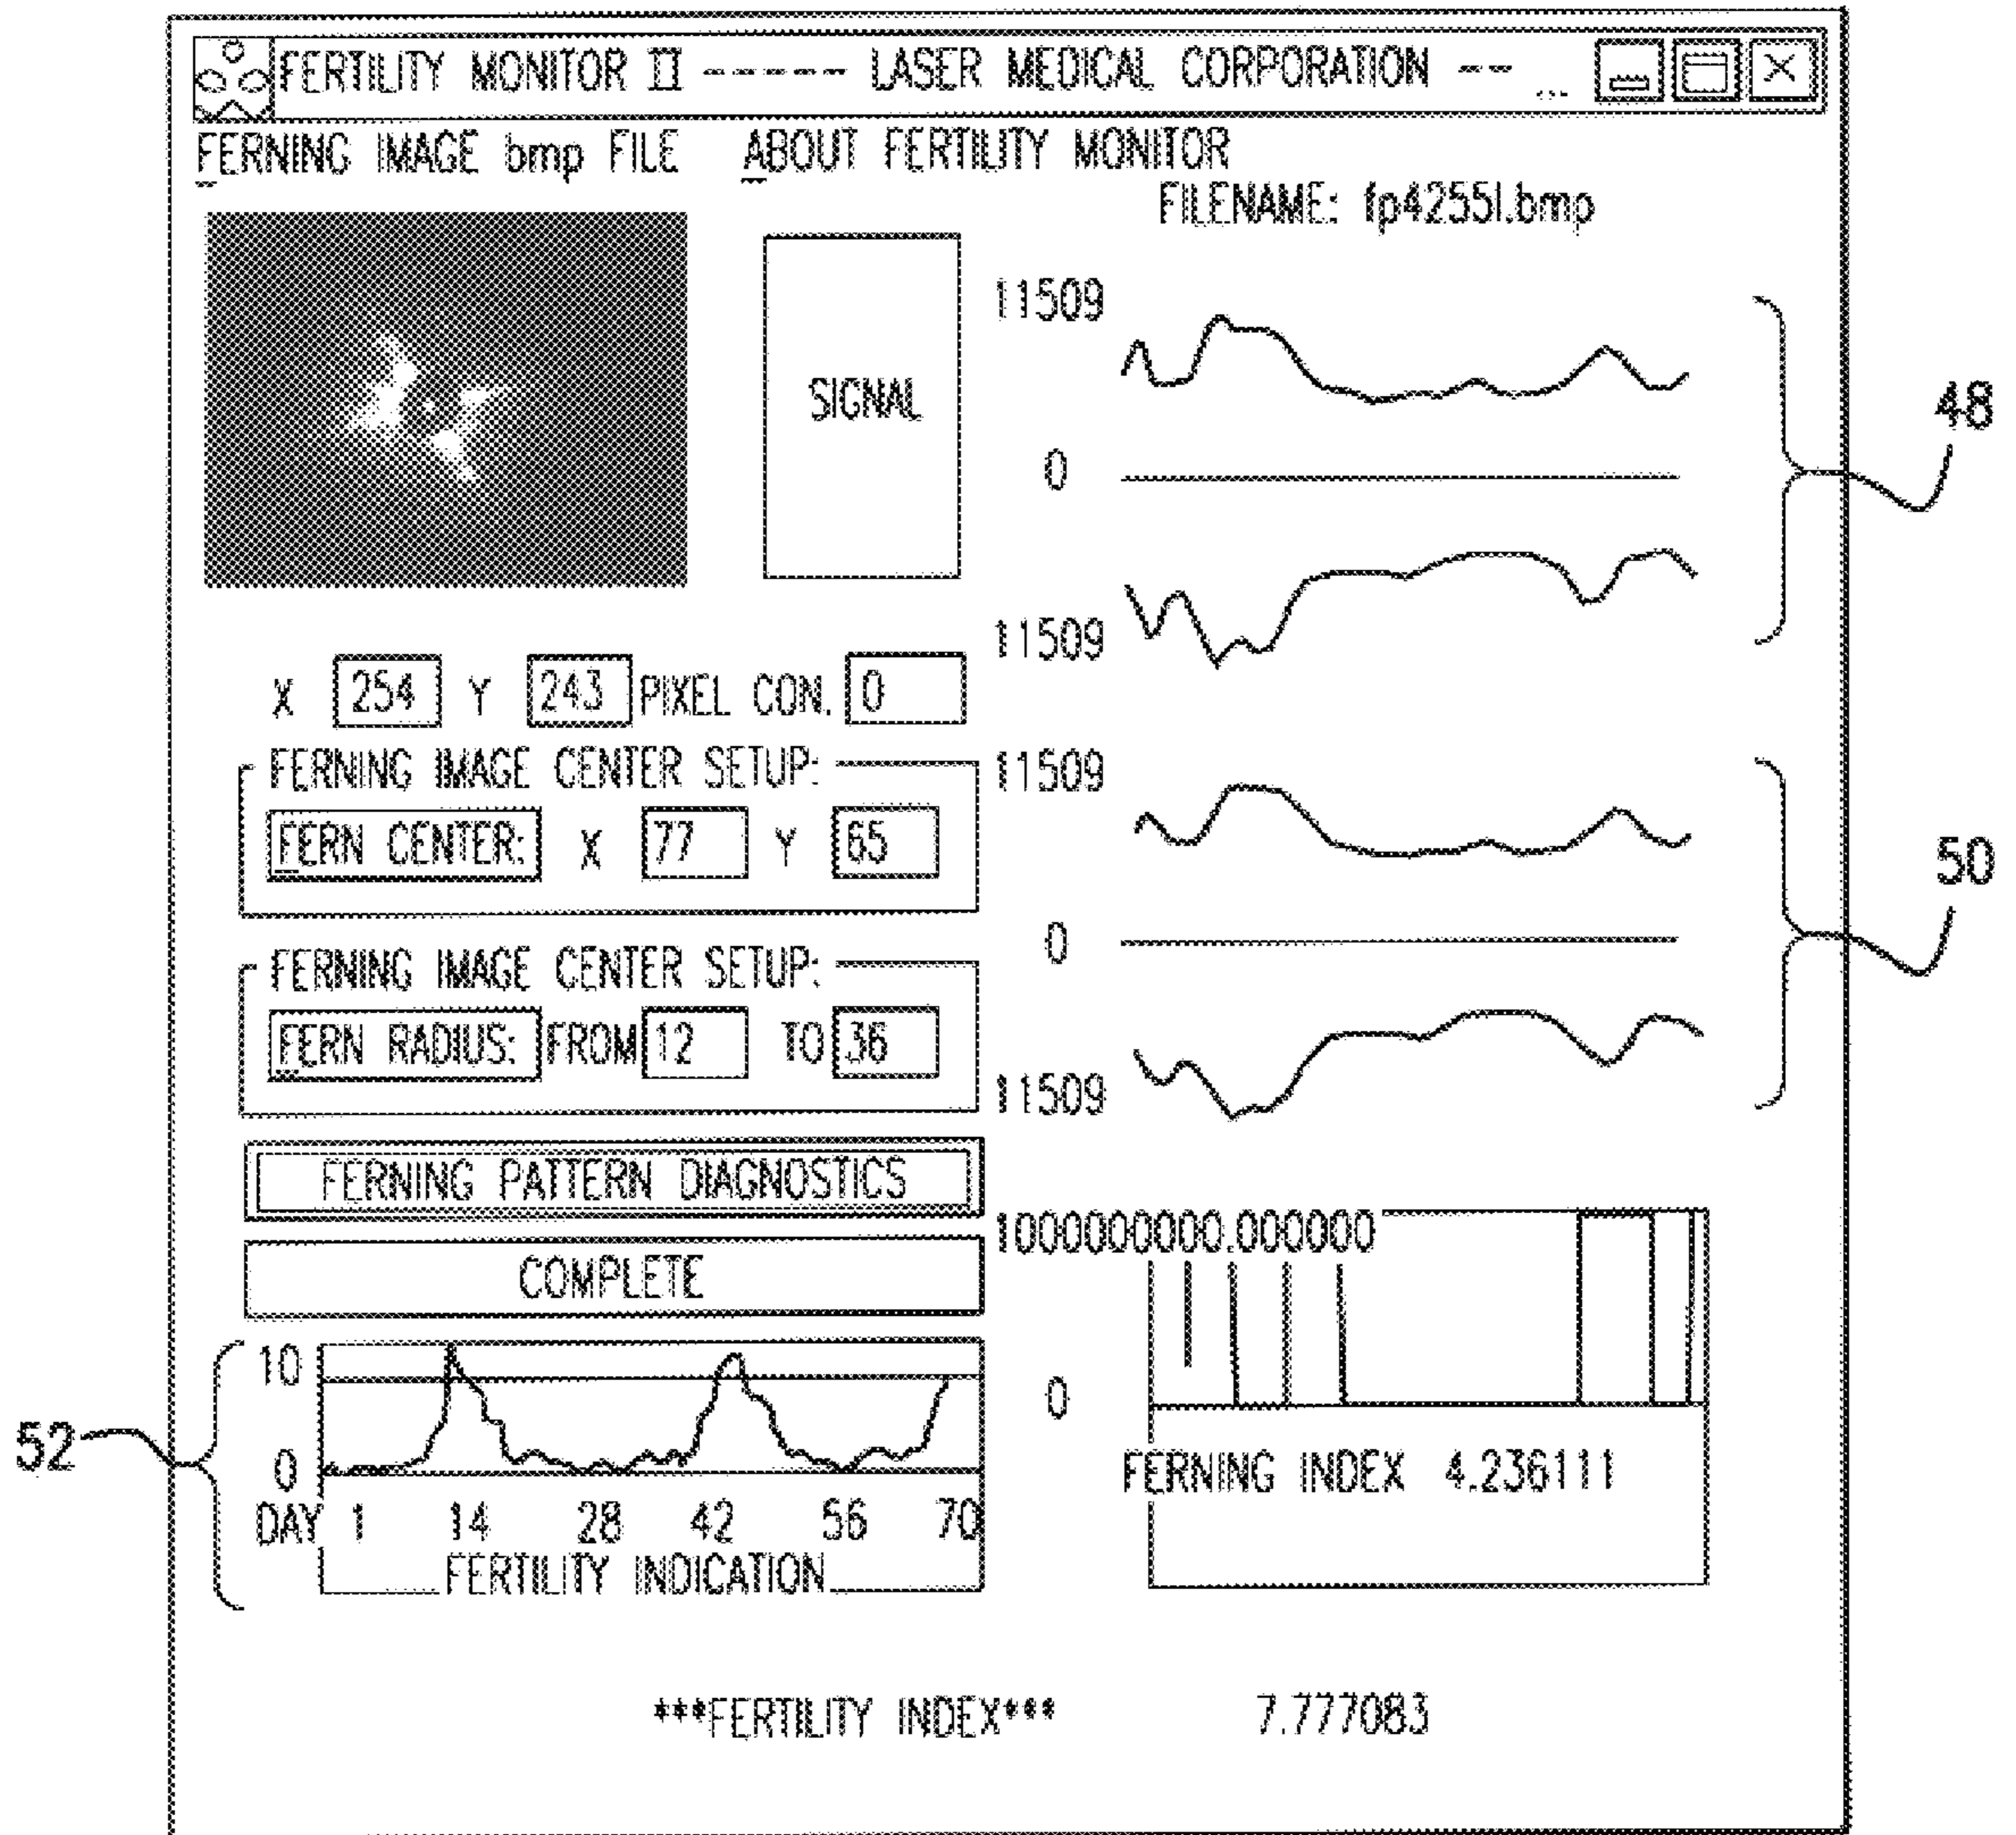 FERTILITY MONITOR II ----- LASER MEDICAL CORPORATION -- ...
FERNING IMAGE bmp FILE ABOUT FERTILITY MONITOR
FILENAME: fp4255l.bmp
SIGNAL
11509
0
11509
48
X 254 Y 243 PIXEL CON. 0
FERNING IMAGE CENTER SETUP:
FERN CENTER: X 77 Y 65
11509
0
11509
50
FERNING IMAGE CENTER SETUP:
FERN RADIUS: FROM 12 TO 36
FERNING PATTERN DIAGNOSTICS
COMPLETE
1000000000.000000
0
FERNING INDEX 4.236111
52
10
0
DAY 1 14 28 42 56 70
FERTILITY INDICATION
***FERTILITY INDEX*** 7.777083